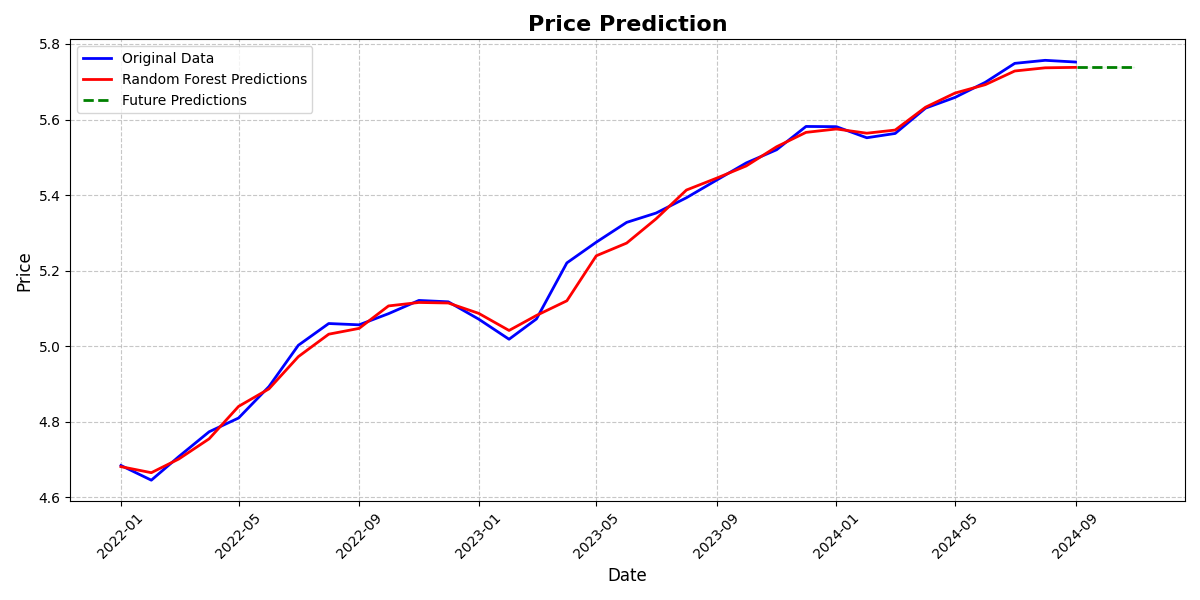 Price Prediction
Original Data
Random Forest Predictions
Future Predictions
Price
5.8
5.6
5.4
5.2
5.0
4.8
4.6
2022-01
2022-05
2022-09
2023-01
2023-05
2023-09
2024-01
2024-05
2024-09
Date